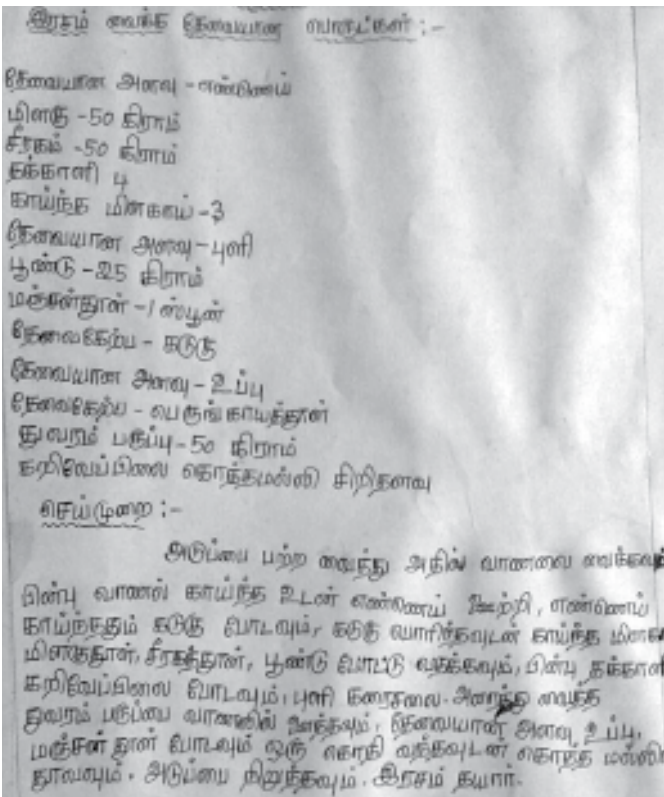 இரசம் வைக்க தேவையான பொருட்கள் :-
தேவையான அளவு - எண்ணெய்
மிளகு - 50 கிராம்
சீரகம் - 50 கிராம்
தக்காளி 4
காய்ந்த மிளகாய் - 3
தேவையான அளவு - புளி
பூண்டு - 25 கிராம்
மஞ்சள்தூள் - 1 ஸ்பூன்
தேவைகேற்ப - கடுகு
தேவையான அளவு - உப்பு
தேவைகேற்ப - பெருங்காயத்தூள்
துவரம் பருப்பு - 50 கிராம்
கறிவேப்பிலை கொத்தமல்லி சிறிதளவு
செய்முறை :-
அடுப்பை பற்ற வைத்து அதில் வாணலை வைக்கவும்
பின்பு வாணல் காய்ந்த உடன் எண்ணெய் ஊற்றி, எண்ணெய்
காய்ந்ததும் கடுகு போடவும், கடுகு பொரிந்தவுடன் காய்ந்த மிளகா
மிளகுதூள், சீரகத்தூள், பூண்டு போட்டு வதக்கவும், பின்பு தக்காளி
கறிவேப்பிலை போடவும், புளி கரைசலை. அரைத்து வைத்த
துவரம் பருப்பை வாணலில் ஊத்தவும், தேவையான அளவு உப்பு,
மஞ்சள் தூள் போடவும் ஒரு கொதி வந்தவுடன் கொத்த மல்லி
தூவவும். அடுப்பை நிறுத்தவும். இரசம் தயார்.